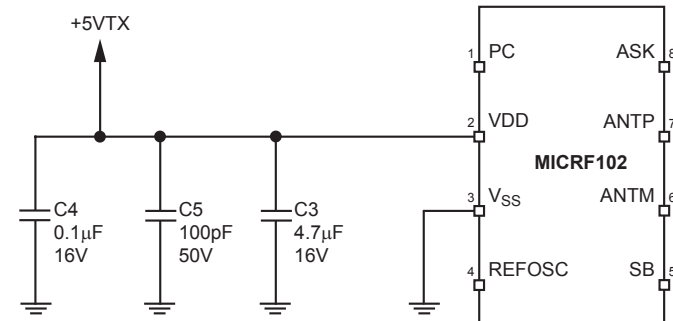 +5VTX
1 PC
ASK 8
2 VDD
ANTP 7
MICRF102
3 VSS
ANTM 6
4 REFOSC
SB 5
C4
0.1μF
16V
C5
100pF
50V
C3
4.7μF
16V